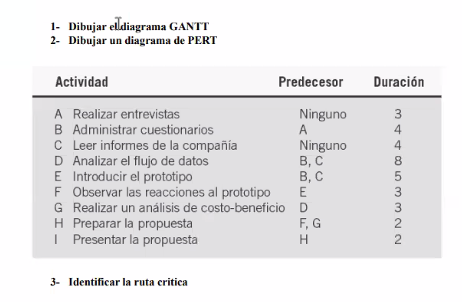 1- Dibujar el diagrama GANTT
2- Dibujar un diagrama de PERT
Actividad Predecesor Duración
A Realizar entrevistas Ninguno 3
B Administrar cuestionarios A 4
C Leer informes de la compañía Ninguno 4
D Analizar el flujo de datos B, C 8
E Introducir el prototipo B, C 5
F Observar las reacciones al prototipo E 3
G Realizar un análisis de costo-beneficio D 3
H Preparar la propuesta F, G 2
I Presentar la propuesta H 2
3- Identificar la ruta critica